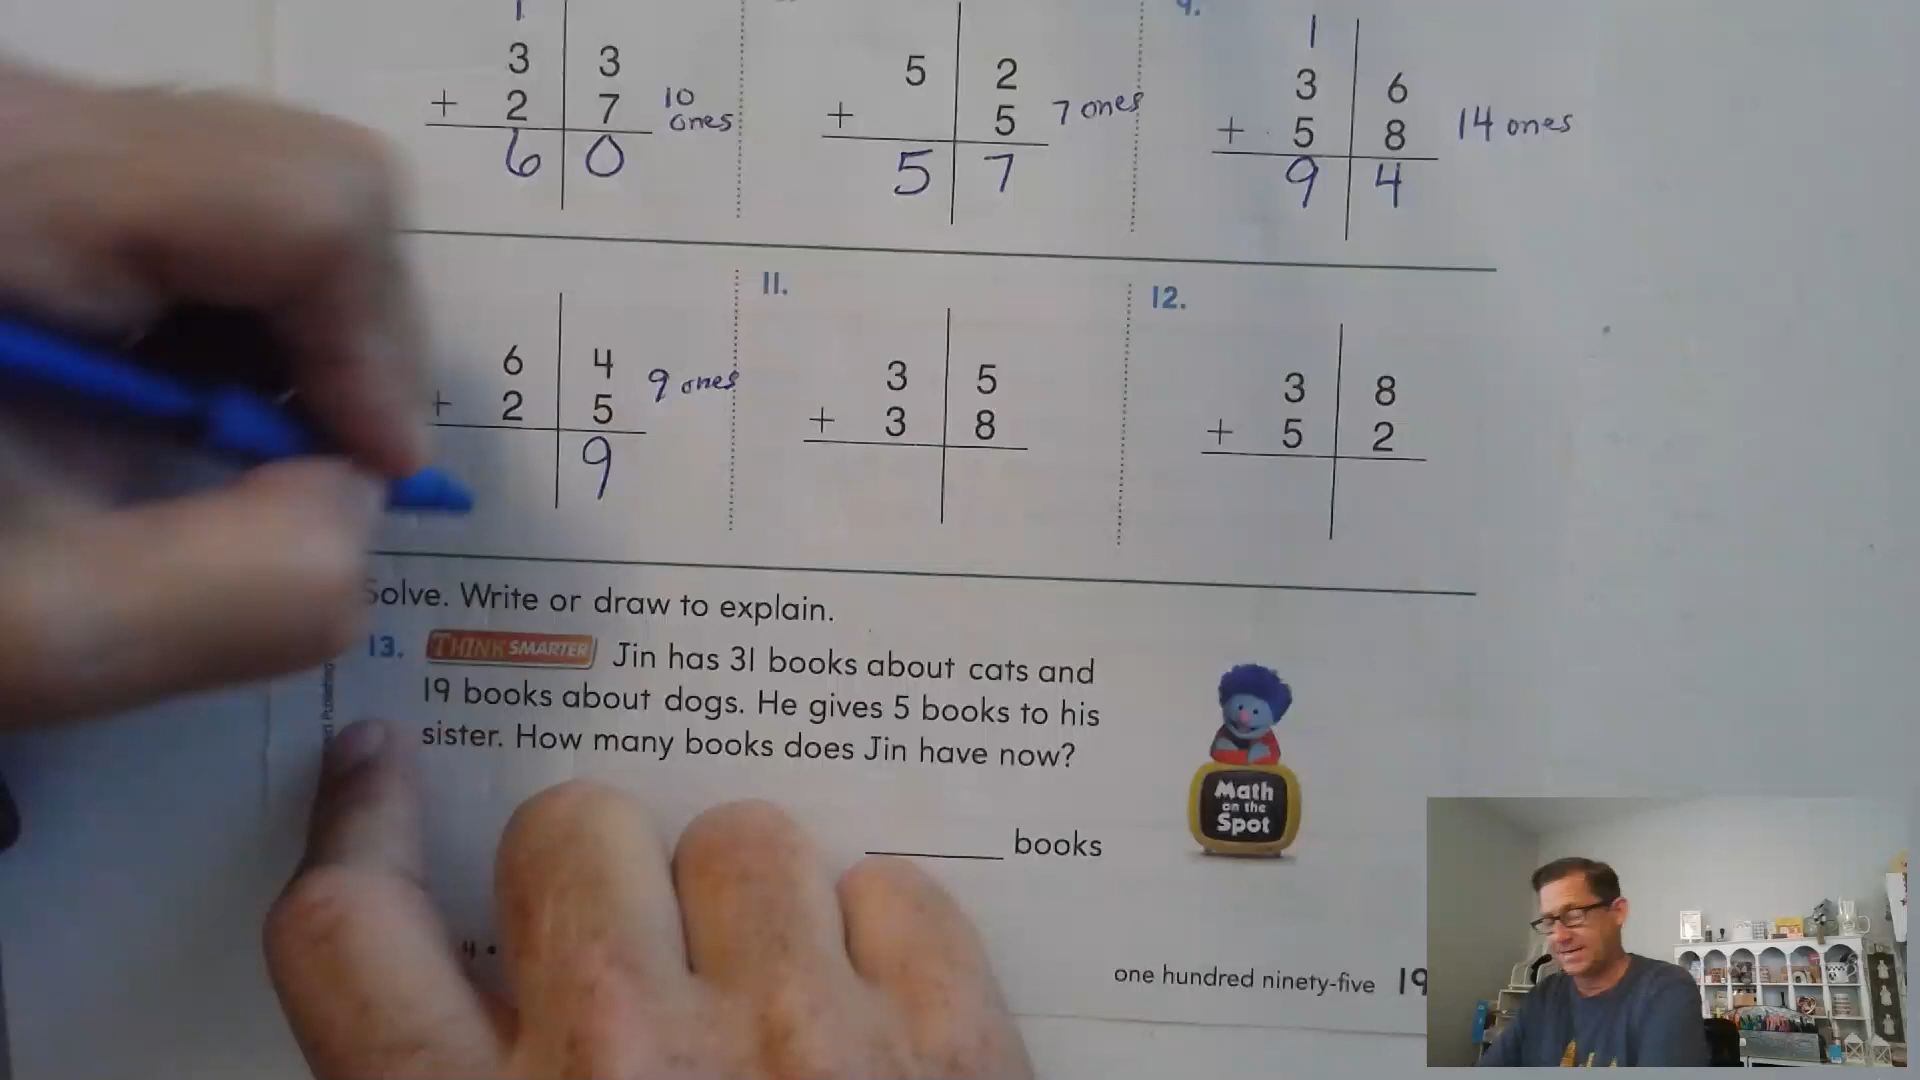 9.
1
1
3 3
5 2
3 6
+ 2 7
10 ones
+ 5
7 ones
+ 5 8
14 ones
6 0
5 7
9 4
11.
12.
6 4
9 ones
3 5
3 8
+ 2 5
+ 3 8
+ 5 2
9
Solve. Write or draw to explain.
13. THINK SMARTER Jin has 31 books about cats and
19 books about dogs. He gives 5 books to his
sister. How many books does Jin have now?
Math
on the
Spot
books
one hundred ninety-five 19